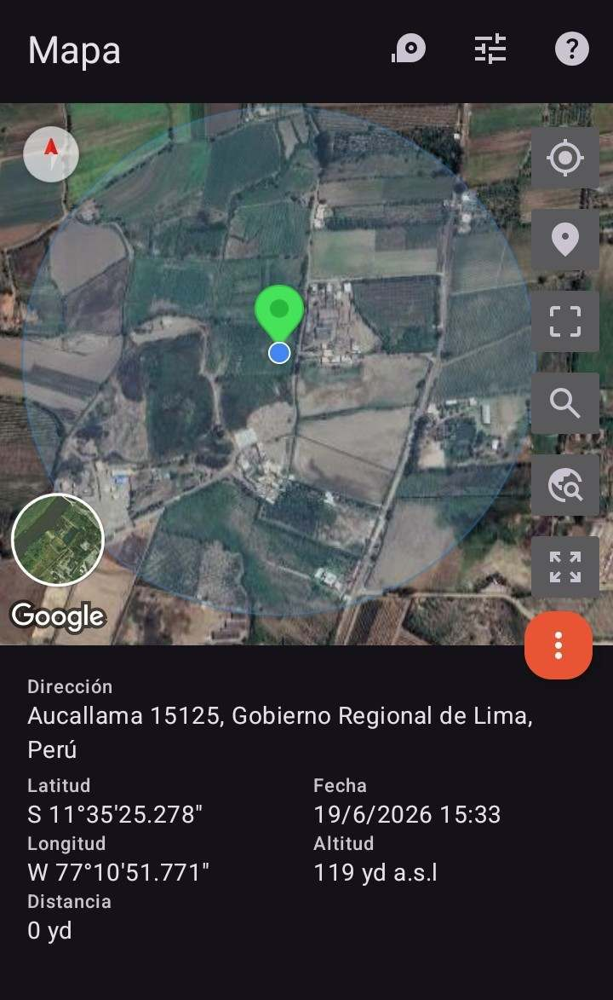 Mapa
Google
Dirección
Aucallama 15125, Gobierno Regional de Lima,
Perú
Latitud
S 11°35'25.278"
Fecha
19/6/2026 15:33
Longitud
W 77°10'51.771"
Altitud
119 yd a.s.l
Distancia
0 yd